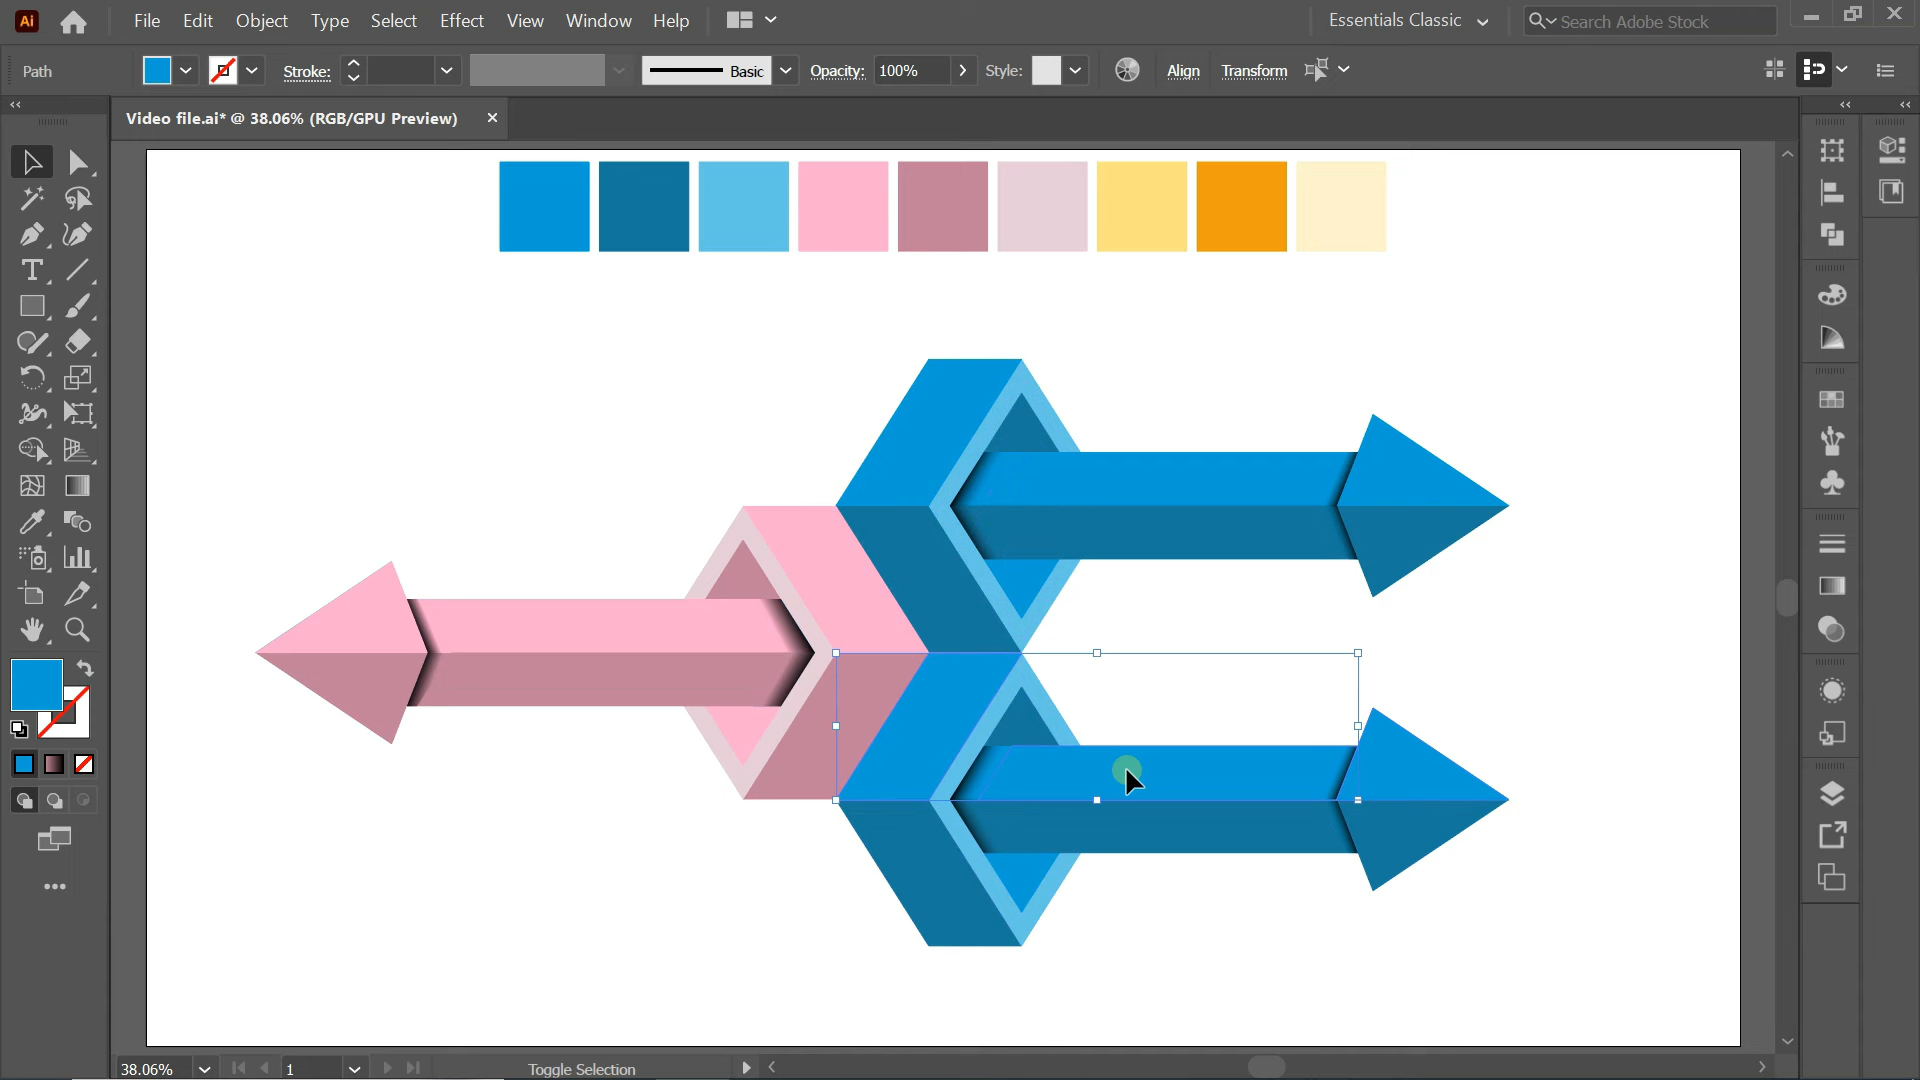 Ai File Edit Object Type Select Effect View Window Help Essentials Classic Search Adobe Stock
Path Stroke: Basic Opacity: 100% Style: Align Transform
Video file.ai* @ 38.06% (RGB/GPU Preview)
T
38.06% 1 Toggle Selection